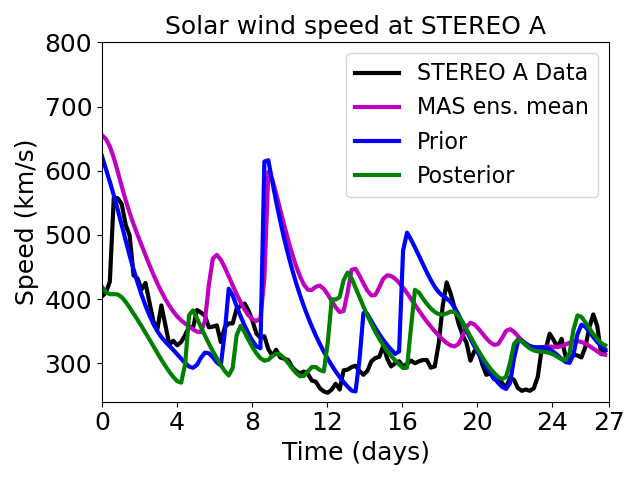 Solar wind speed at STEREO A
STEREO A Data
MAS ens. mean
Prior
Posterior
800
700
600
500
400
300
Speed (km/s)
0 4 8 12 16 20 24 27
Time (days)